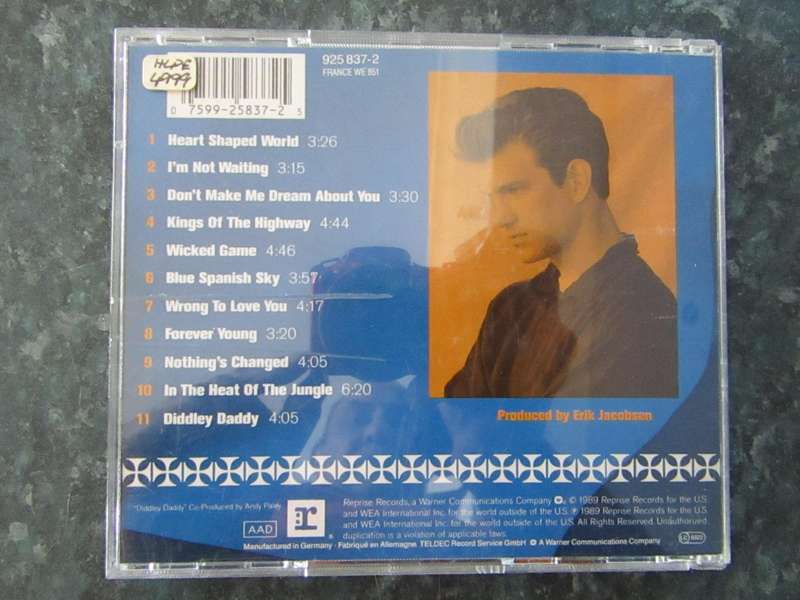 HLPE
4999
925 837-2
FRANCE WE 851
0 7599-25837-2 5
1 Heart Shaped World 3:26
2 I'm Not Waiting 3:15
3 Don't Make Me Dream About You 3:30
4 Kings Of The Highway 4:44
5 Wicked Game 4:46
6 Blue Spanish Sky 3:57
7 Wrong To Love You 4:17
8 Forever Young 3:20
9 Nothing's Changed 4:05
10 In The Heat Of The Jungle 6:20
11 Diddley Daddy 4:05
Produced by Erik Jacobsen
"Diddley Daddy" Co-Produced by Andy Paley
AAD
r
®
Reprise Records, a Warner Communications Company © 1989 Reprise Records for the U.S.
and WEA International Inc. for the world outside of the U.S. ℗ 1989 Reprise Records for the U.S.
and WEA International Inc. for the world outside of the U.S. All Rights Reserved. Unauthorized
duplication is a violation of applicable laws.
Manufactured in Germany · Fabriqué en Allemagne. TELDEC Record Service GmbH A Warner Communications Company
LC